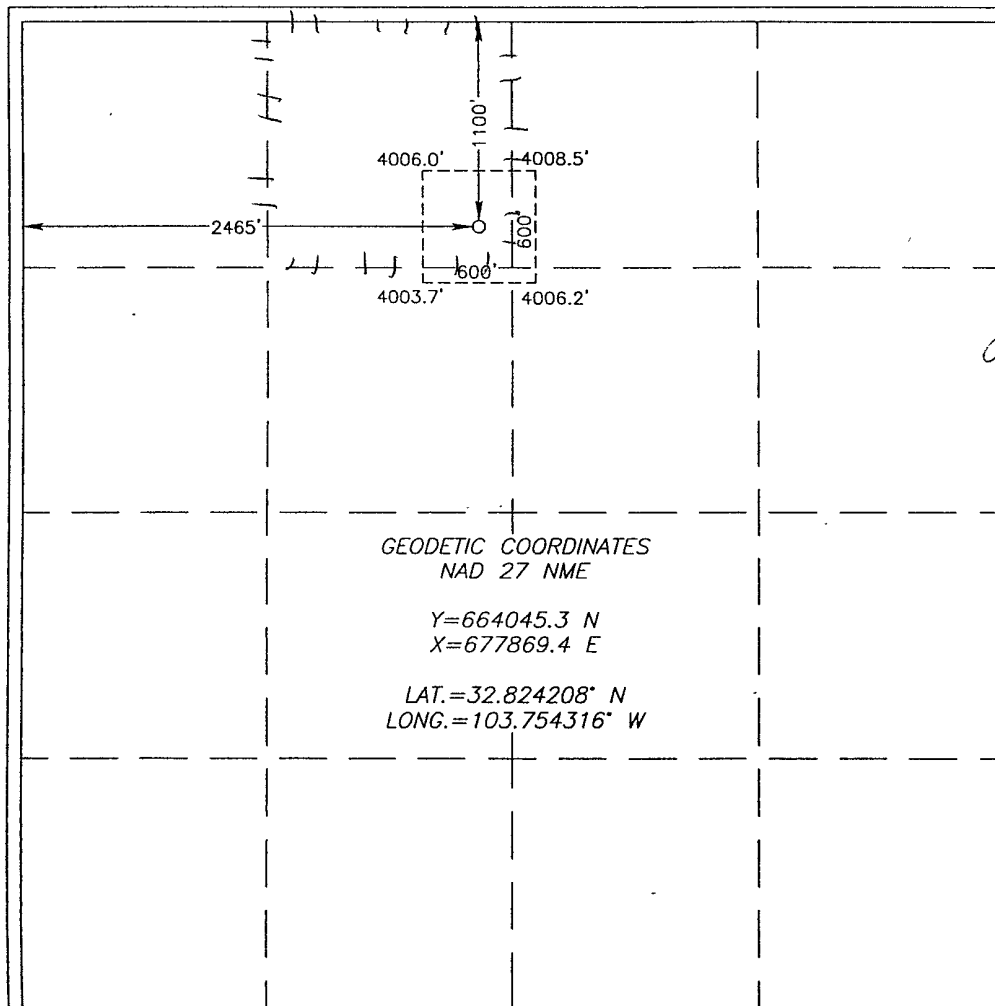 1100'
4006.0'
4008.5'
2465'
600'
600'
4003.7'
4006.2'
GEODETIC COORDINATES
NAD 27 NME
Y=664045.3 N
X=677869.4 E
LAT.=32.824208° N
LONG.=103.754316° W